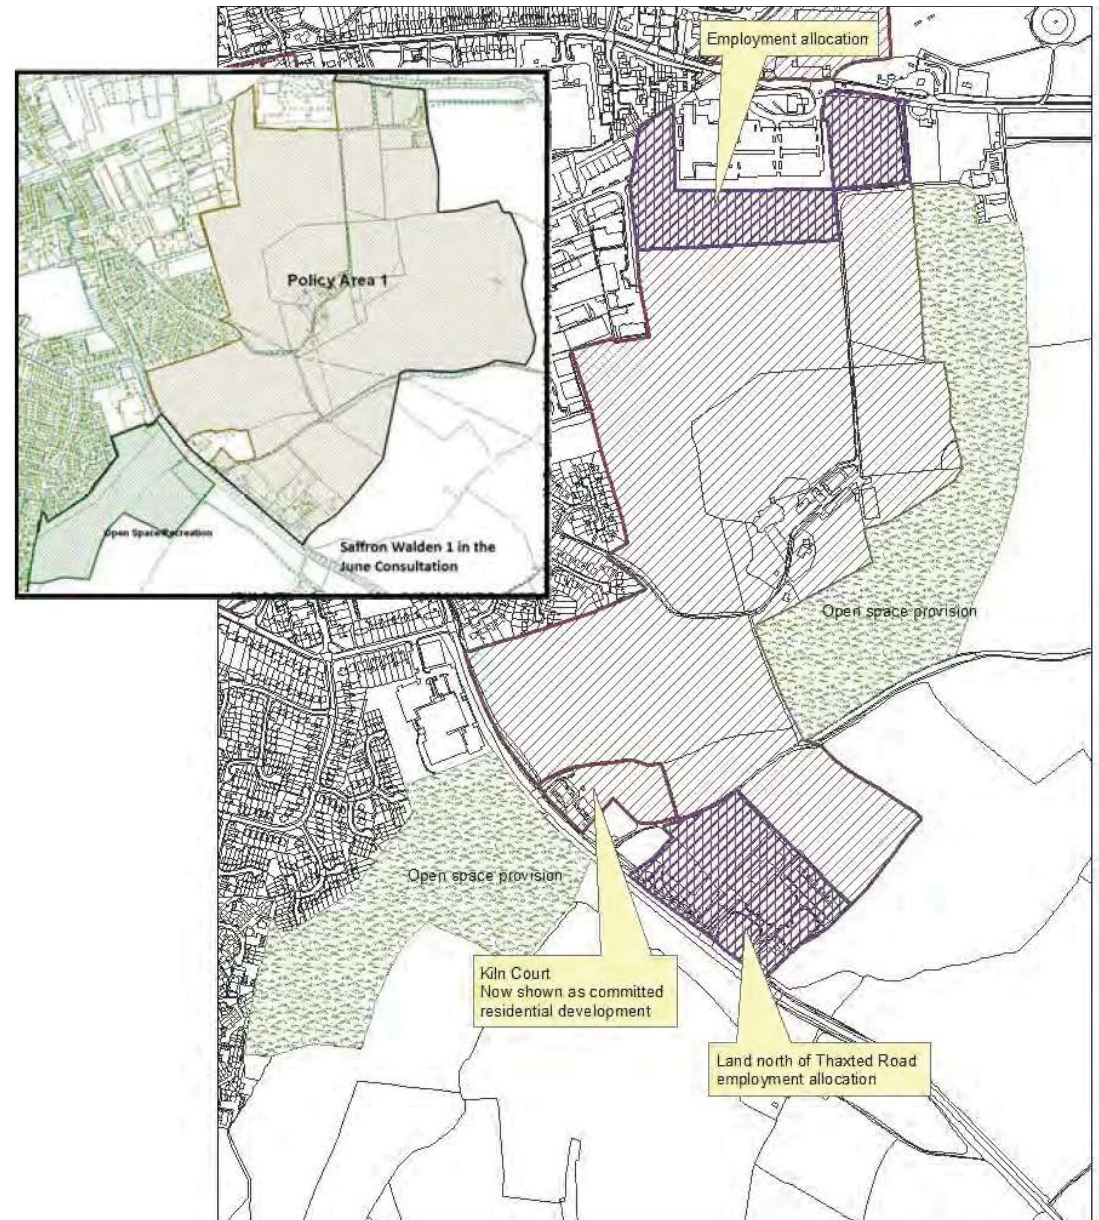 Employment allocation
Policy Area 1
Open Space Recreation
Saffron Walden 1 in the
June Consultation
Open space provision
Open space provision
Kiln Court
Now shown as committed
residential development
Land north of Thaxted Road
employment allocation